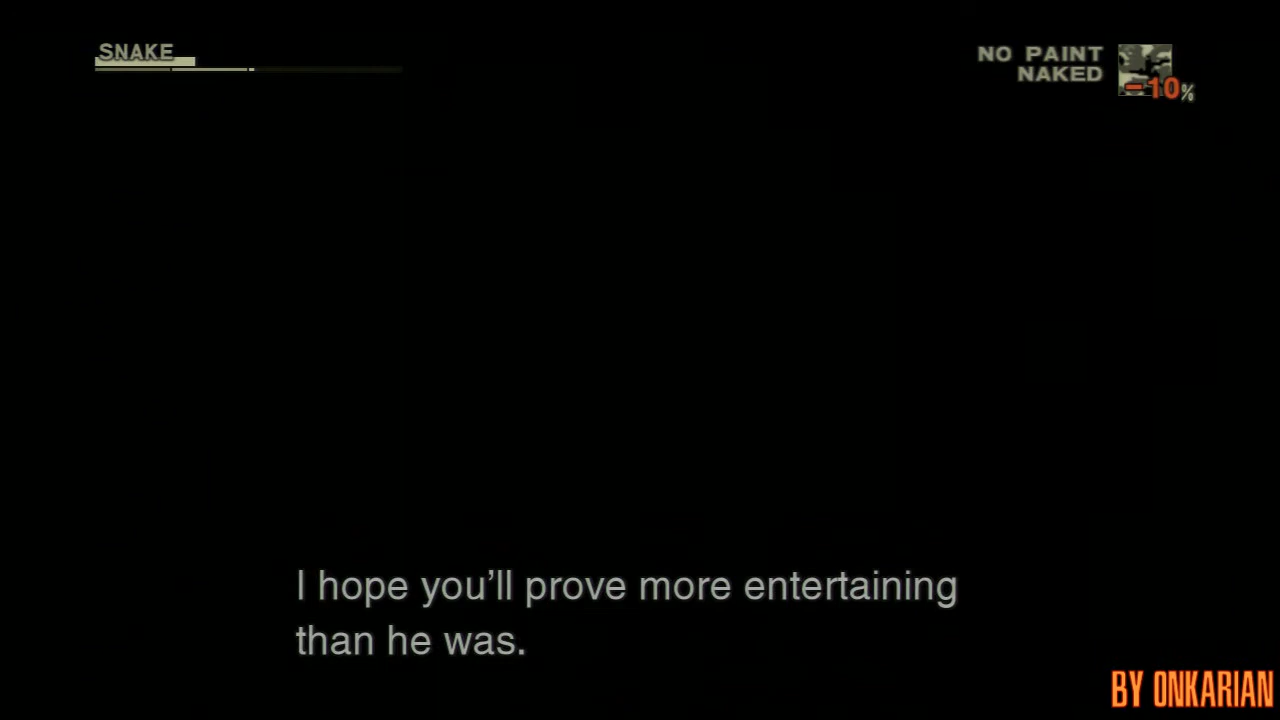 SNAKE
NO PAINT
NAKED
-10%
I hope you'll prove more entertaining
than he was.
BY ONKARIAN